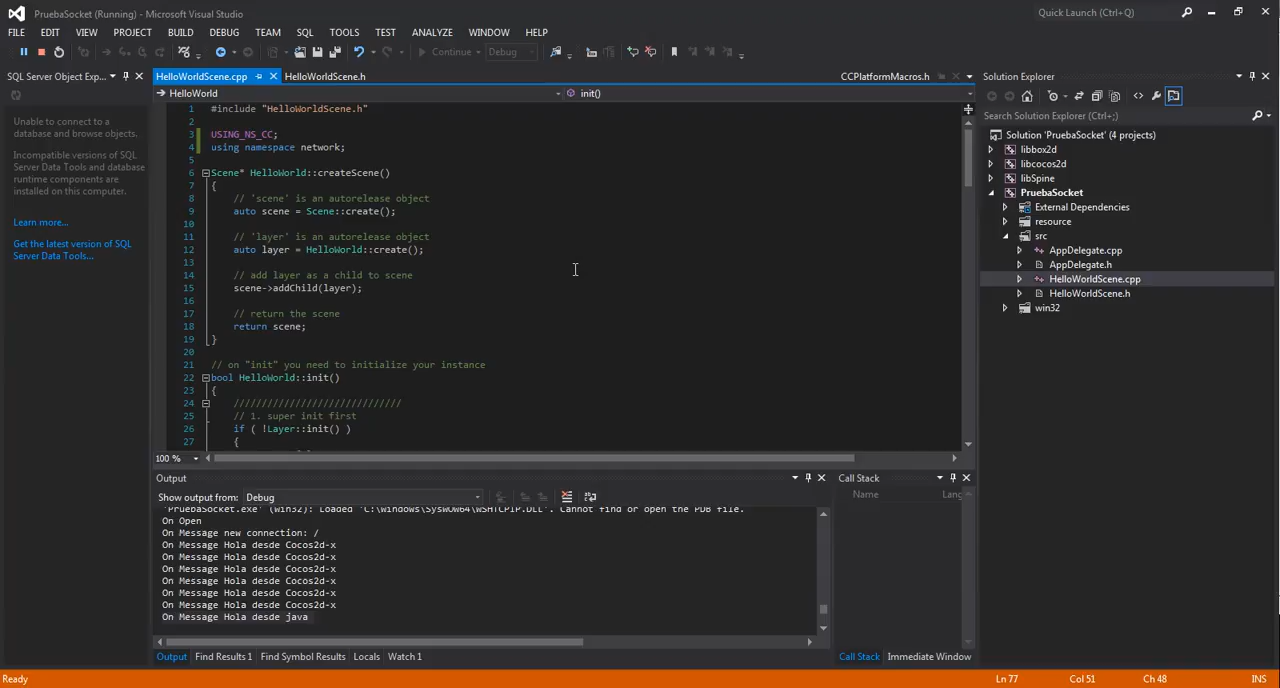 PruebaSocket (Running) - Microsoft Visual Studio
Quick Launch (Ctrl+Q)
FILE EDIT VIEW PROJECT BUILD DEBUG TEAM SQL TOOLS TEST ANALYZE WINDOW HELP
Continue Debug
SQL Server Object Exp...
HelloWorldScene.cpp HelloWorldScene.h CCPlatformMacros.h
Solution Explorer
HelloWorld init()
Unable to connect to a
database and browse objects.
Incompatible versions of SQL
Server Data Tools and database
runtime components are
installed on this computer.
Learn more...
Get the latest version of SQL
Server Data Tools...
1 #include "HelloWorldScene.h"
2
3 USING_NS_CC;
4 using namespace network;
5
6 Scene* HelloWorld::createScene()
7 {
8 // 'scene' is an autorelease object
9 auto scene = Scene::create();
10
11 // 'layer' is an autorelease object
12 auto layer = HelloWorld::create();
13
14 // add layer as a child to scene
15 scene->addChild(layer);
16
17 // return the scene
18 return scene;
19 }
20
21 // on "init" you need to initialize your instance
22 bool HelloWorld::init()
23 {
24 //////////////////////////////
25 // 1. super init first
26 if ( !Layer::init() )
27 {
100 %
Search Solution Explorer (Ctrl+;)
Solution 'PruebaSocket' (4 projects)
libbox2d
libcocos2d
libSpine
PruebaSocket
External Dependencies
resource
src
AppDelegate.cpp
AppDelegate.h
HelloWorldScene.cpp
HelloWorldScene.h
win32
Output
Show output from: Debug
'PruebaSocket.exe' (Win32): Loaded 'C:\Windows\SysWOW64\WSHTCPIP.DLL'. Cannot find or open the PDB file.
On Open
On Message new connection: /
On Message Hola desde Cocos2d-x
On Message Hola desde Cocos2d-x
On Message Hola desde Cocos2d-x
On Message Hola desde Cocos2d-x
On Message Hola desde Cocos2d-x
On Message Hola desde Cocos2d-x
On Message Hola desde java
Call Stack
Name Lang
Output Find Results 1 Find Symbol Results Locals Watch 1
Call Stack Immediate Window
Ready Ln 77 Col 51 Ch 48 INS